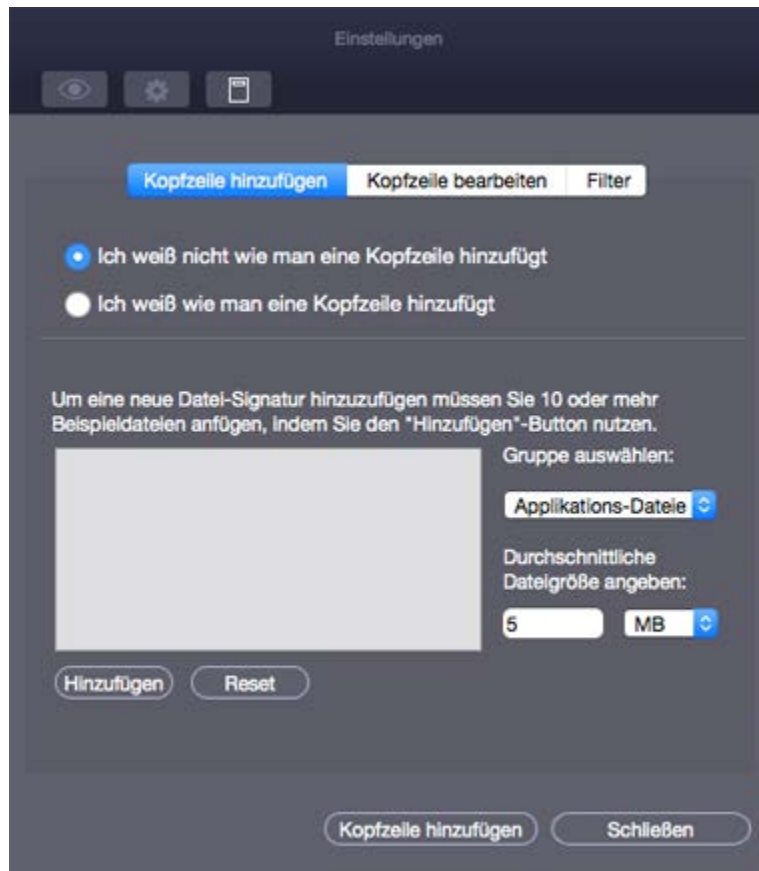 Einstellungen
Kopfzeile hinzufügen Kopfzeile bearbeiten Filter
Ich weiß nicht wie man eine Kopfzeile hinzufügt
Ich weiß wie man eine Kopfzeile hinzufügt
Um eine neue Datei-Signatur hinzuzufügen müssen Sie 10 oder mehr
Beispieldateien anfügen, indem Sie den "Hinzufügen"-Button nutzen.
Gruppe auswählen:
Applikations-Dateie
Durchschnittliche
Dateigröße angeben:
5 MB
Hinzufügen Reset
Kopfzeile hinzufügen Schließen